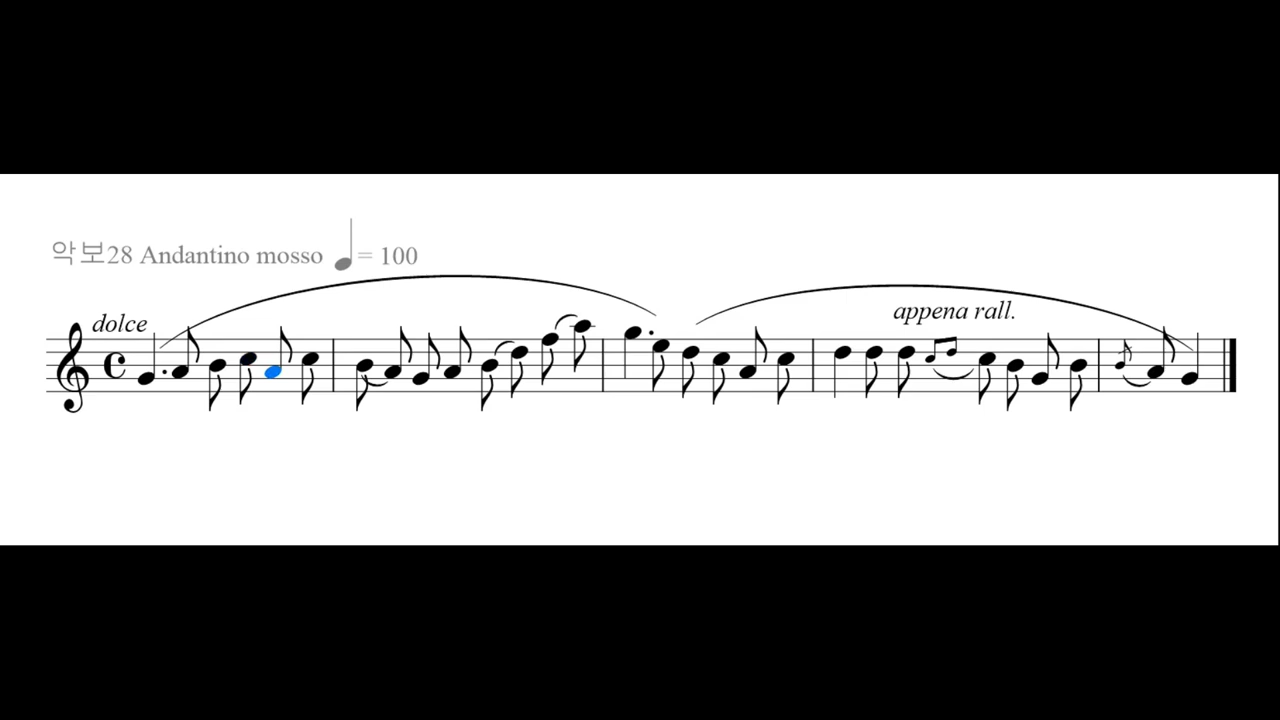 악보28 Andantino mosso = 100
dolce
appena rall.